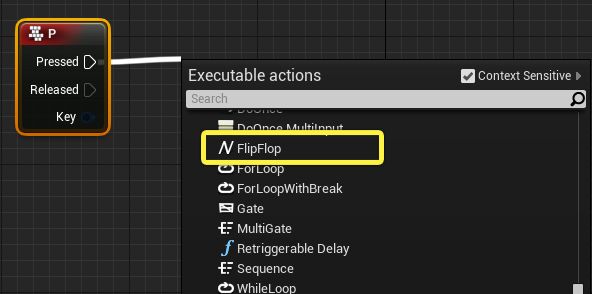 P
Pressed
Released
Key
Executable actions
Context Sensitive
Search
DoOnce
DoOnce MultiInput
FlipFlop
ForLoop
ForLoopWithBreak
Gate
MultiGate
f Retriggerable Delay
Sequence
WhileLoop